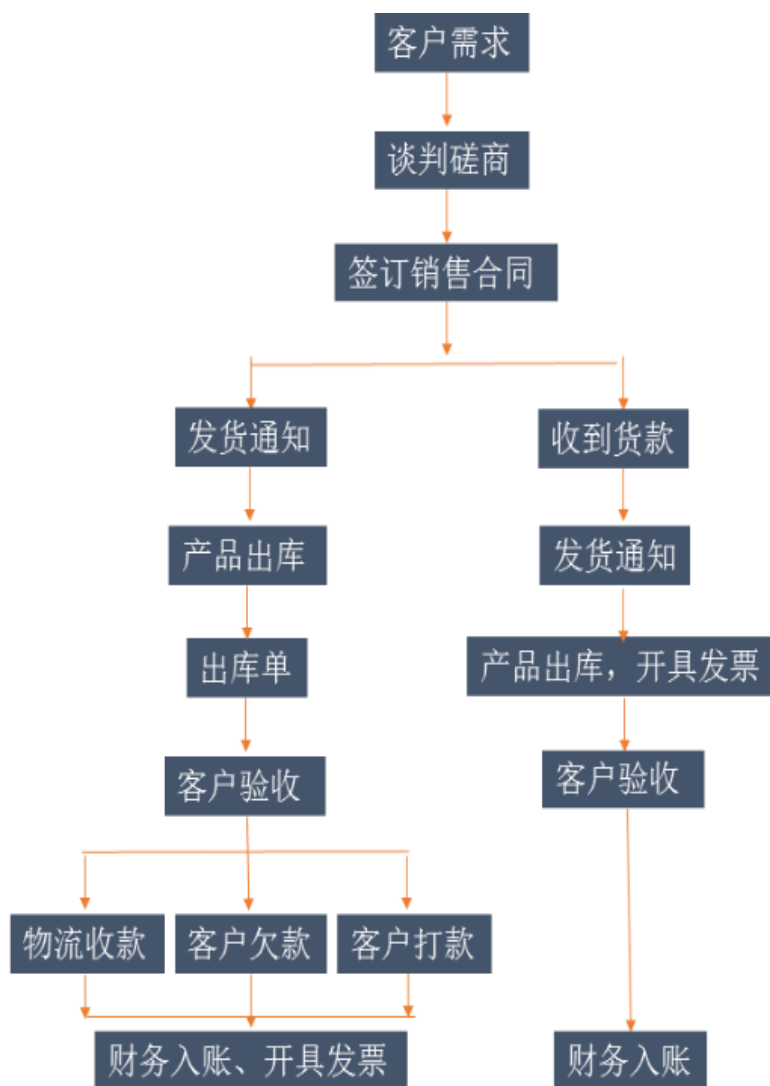 客户需求
谈判磋商
签订销售合同
发货通知
收到货款
产品出库
发货通知
出库单
产品出库，开具发票
客户验收
客户验收
物流收款
客户欠款
客户打款
财务入账、开具发票
财务入账